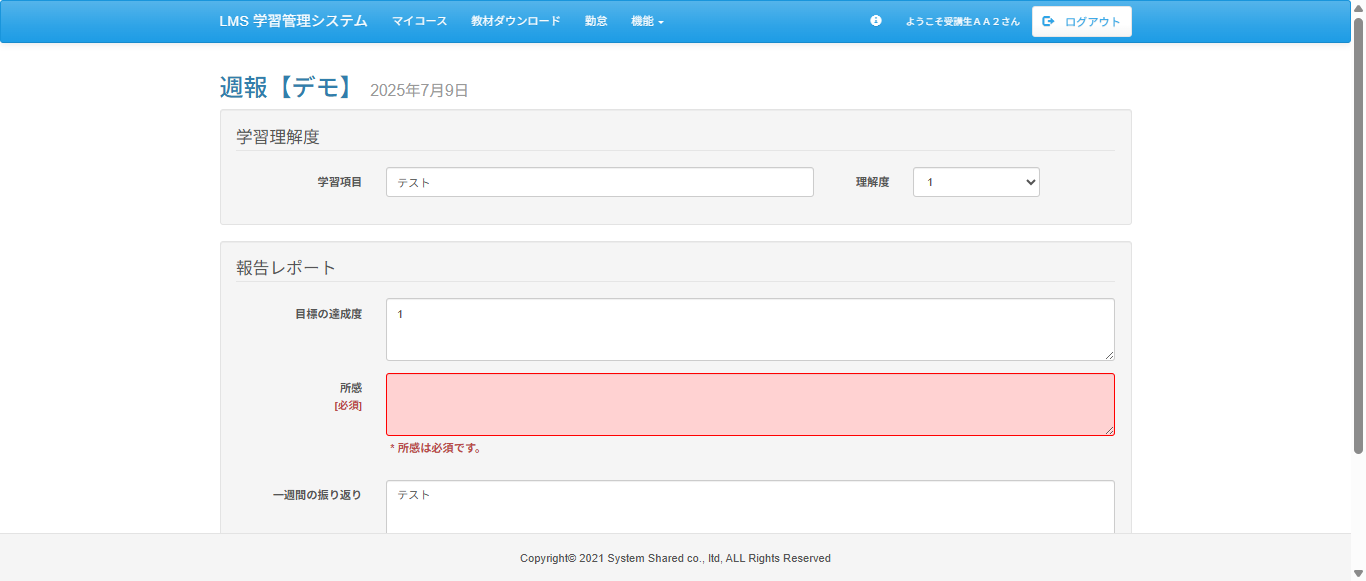 LMS 学習管理システム マイコース 教材ダウンロード 勤怠 機能 ようこそ受講生ＡＡ２さん ログアウト
週報【デモ】 2025年7月9日
学習理解度
学習項目 テスト 理解度 1
報告レポート
目標の達成度 1
所感
[必須]
* 所感は必須です。
一週間の振り返り テスト
Copyright© 2021 System Shared co., ltd, ALL Rights Reserved